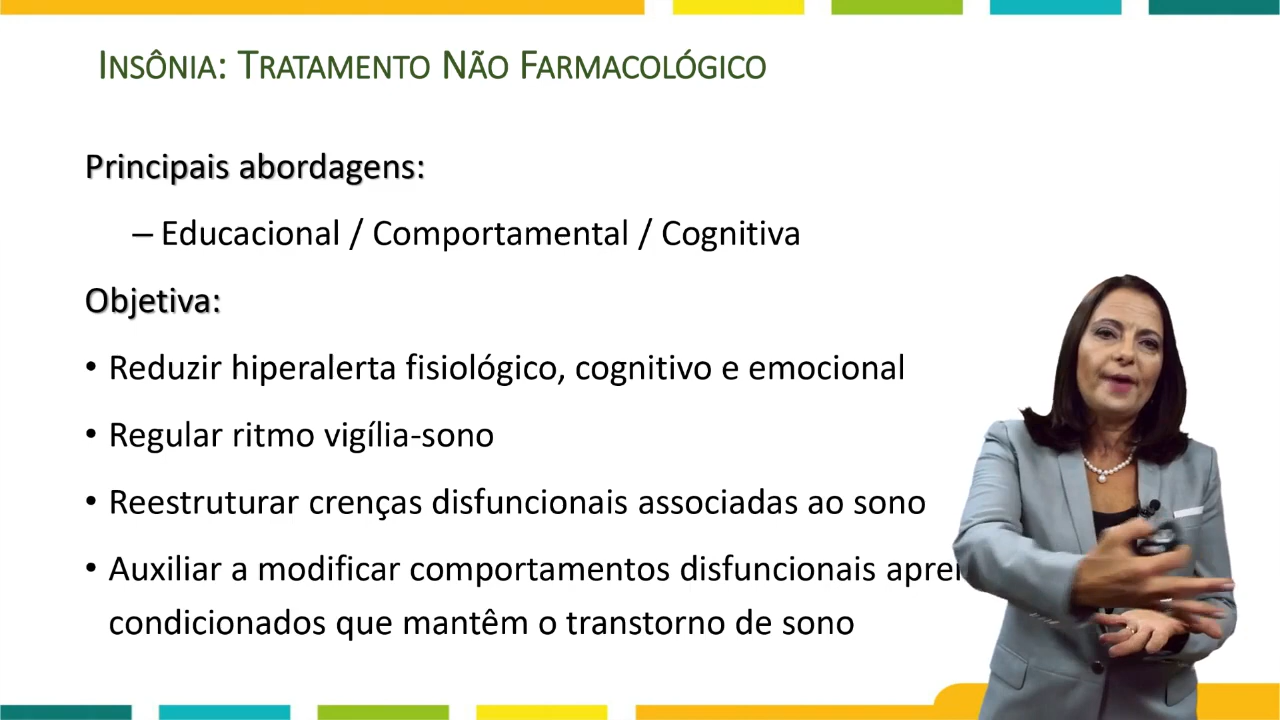 INSÔNIA: TRATAMENTO NÃO FARMACOLÓGICO
Principais abordagens:
– Educacional / Comportamental / Cognitiva
Objetiva:
• Reduzir hiperalerta fisiológico, cognitivo e emocional
• Regular ritmo vigília-sono
• Reestruturar crenças disfuncionais associadas ao sono
• Auxiliar a modificar comportamentos disfuncionais
condicionados que mantêm o transtorno de sono